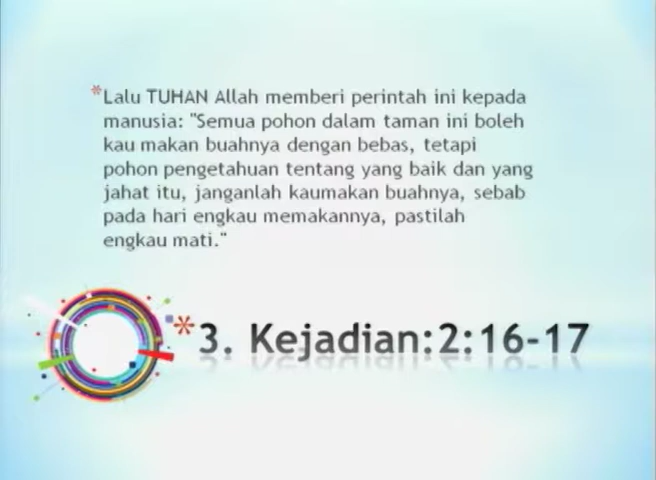 *Lalu TUHAN Allah memberi perintah ini kepada
manusia: "Semua pohon dalam taman ini boleh
kau makan buahnya dengan bebas, tetapi
pohon pengetahuan tentang yang baik dan yang
jahat itu, janganlah kaumakan buahnya, sebab
pada hari engkau memakannya, pastilah
engkau mati."
*3. Kejadian:2:16-17